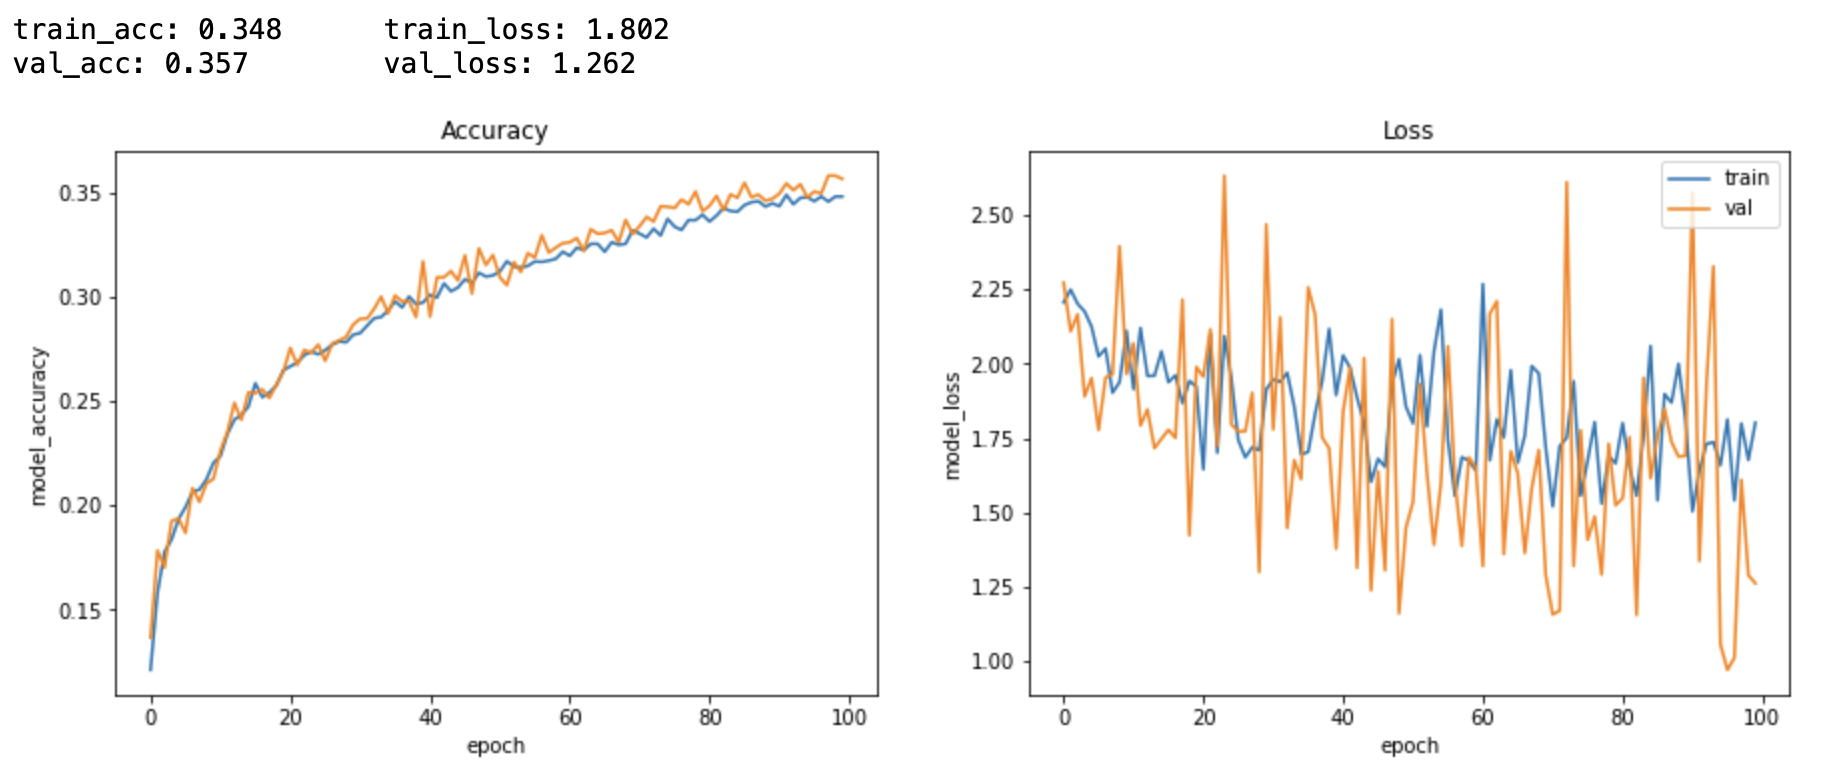 train_acc: 0.348 train_loss: 1.802
val_acc: 0.357 val_loss: 1.262
Accuracy
model_accuracy
0.35
0.30
0.25
0.20
0.15
0 20 40 60 80 100
epoch
Loss
model_loss
train
val
2.50
2.25
2.00
1.75
1.50
1.25
1.00
0 20 40 60 80 100
epoch